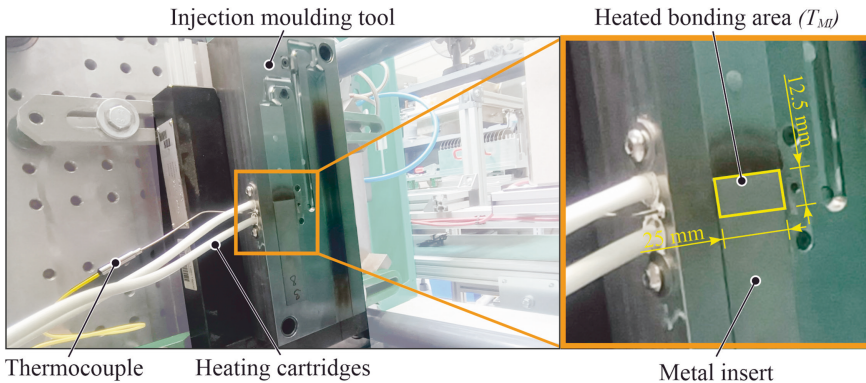 Injection moulding tool
Heated bonding area (T_MI)
12.5 mm
25 mm
Thermocouple
Heating cartridges
Metal insert